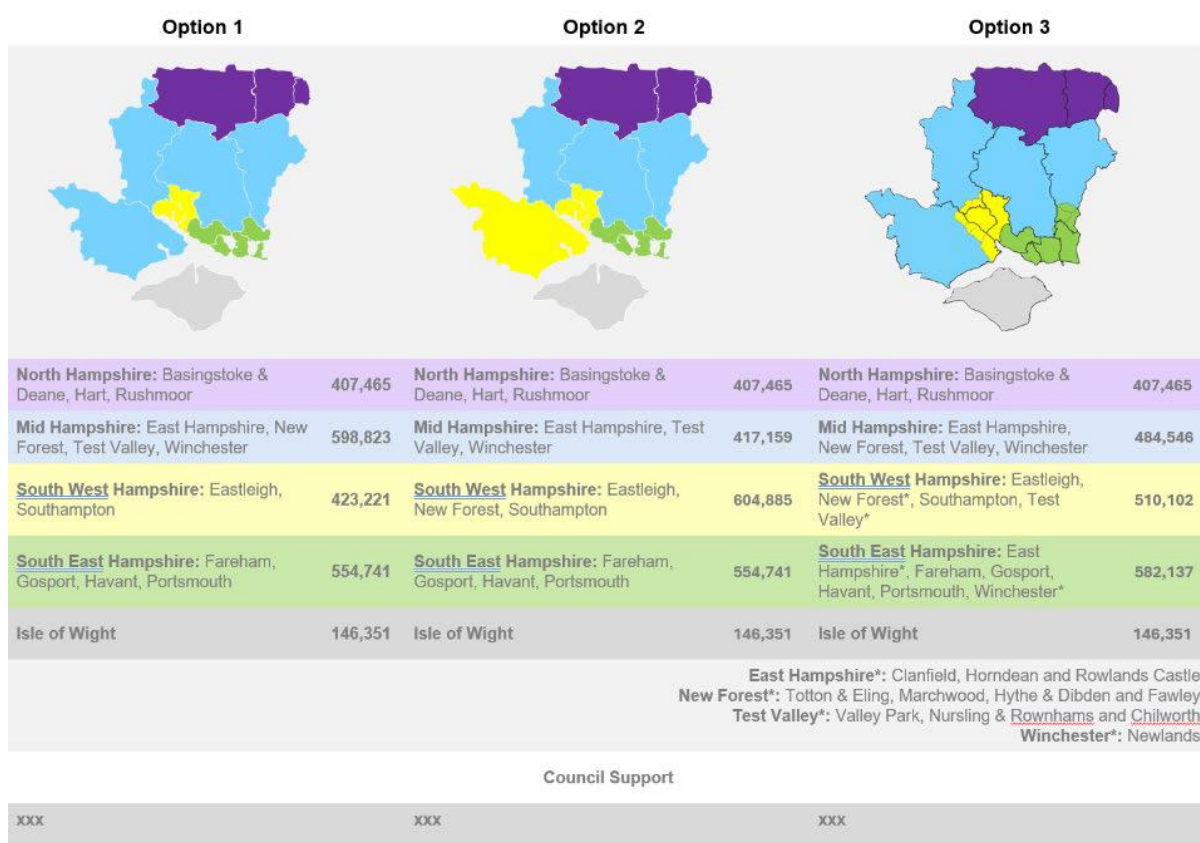 Option 1
Option 2
Option 3
North Hampshire: Basingstoke &
Deane, Hart, Rushmoor
407,465
North Hampshire: Basingstoke &
Deane, Hart, Rushmoor
407,465
North Hampshire: Basingstoke &
Deane, Hart, Rushmoor
407,465
Mid Hampshire: East Hampshire, New
Forest, Test Valley, Winchester
598,823
Mid Hampshire: East Hampshire, Test
Valley, Winchester
417,159
Mid Hampshire: East Hampshire,
New Forest, Test Valley, Winchester
484,546
South West Hampshire: Eastleigh,
Southampton
423,221
South West Hampshire: Eastleigh,
New Forest, Southampton
604,885
South West Hampshire: Eastleigh,
New Forest*, Southampton, Test
Valley*
510,102
South East Hampshire: Fareham,
Gosport, Havant, Portsmouth
554,741
South East Hampshire: Fareham,
Gosport, Havant, Portsmouth
554,741
South East Hampshire: East
Hampshire*, Fareham, Gosport,
Havant, Portsmouth, Winchester*
582,137
Isle of Wight
146,351
Isle of Wight
146,351
Isle of Wight
146,351
East Hampshire*: Clanfield, Horndean and Rowlands Castle
New Forest*: Totton & Eling, Marchwood, Hythe & Dibden and Fawley
Test Valley*: Valley Park, Nursling & Rownhams and Chilworth
Winchester*: Newlands
Council Support
xxx
xxx
xxx